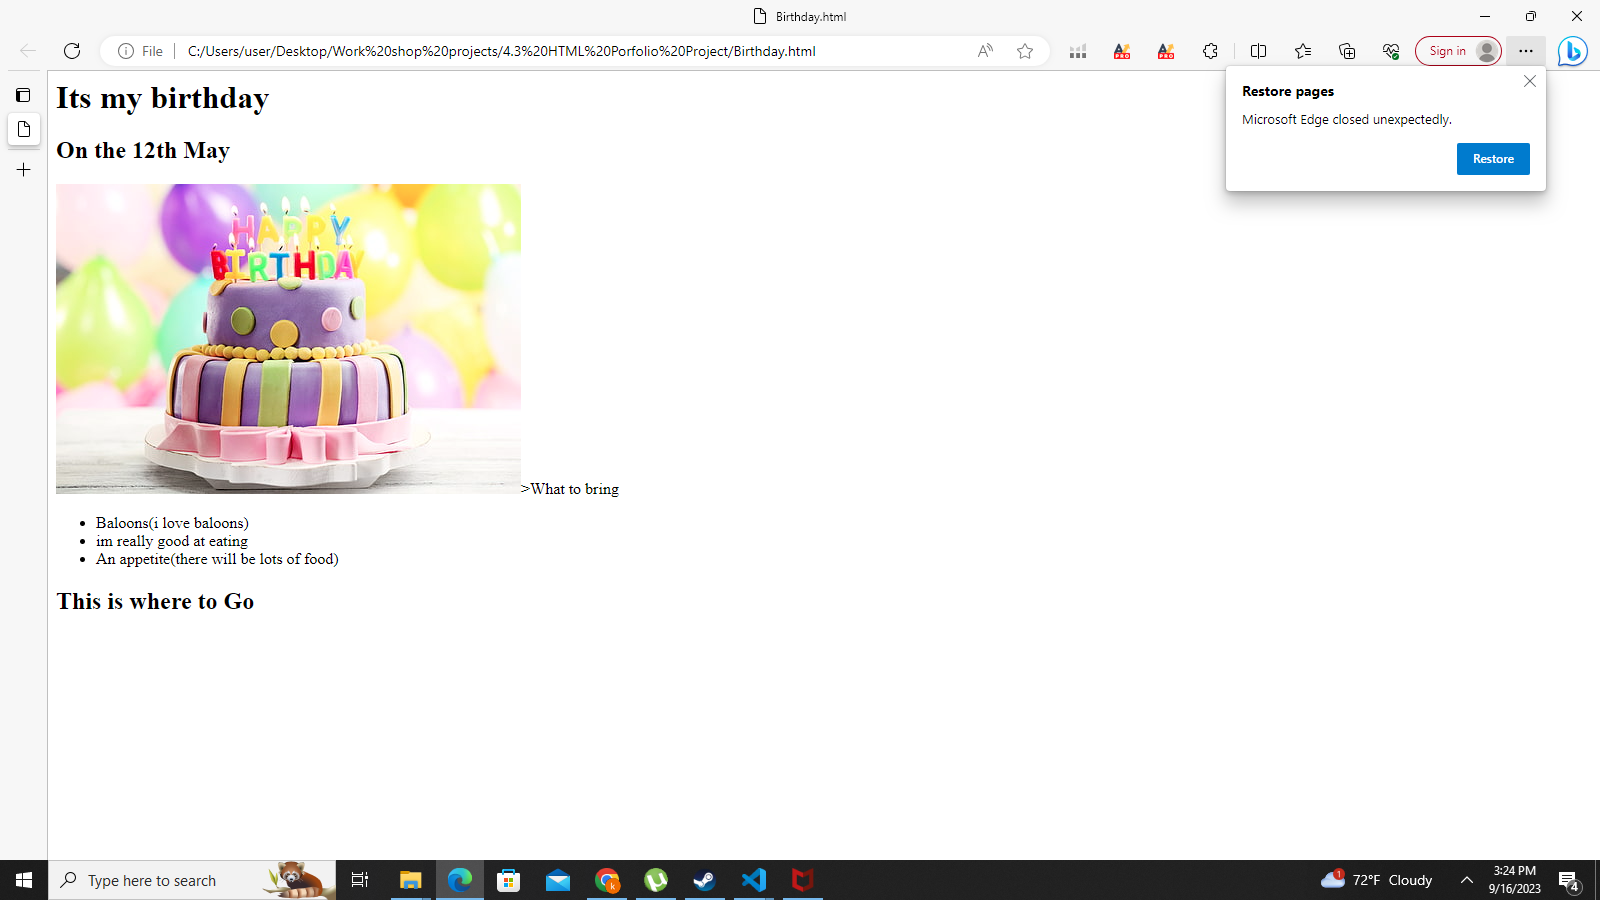 Birthday.html
File
C:/Users/user/Desktop/Work%20shop%20projects/4.3%20HTML%20Porfolio%20Project/Birthday.html
Sign in
Restore pages
Microsoft Edge closed unexpectedly.
Restore
Its my birthday
On the 12th May
HAPPY
BIRTHDAY
>What to bring
Baloons(i love baloons)
im really good at eating
An appetite(there will be lots of food)
This is where to Go
Type here to search
1
72°F Cloudy
3:24 PM
9/16/2023
4